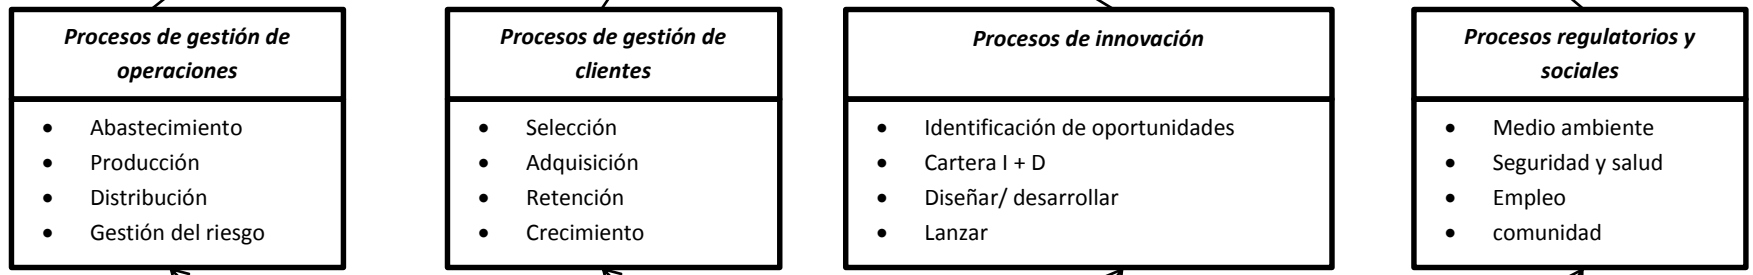 Procesos de gestión de
operaciones
• Abastecimiento
• Producción
• Distribución
• Gestión del riesgo
Procesos de gestión de
clientes
• Selección
• Adquisición
• Retención
• Crecimiento
Procesos de innovación
• Identificación de oportunidades
• Cartera I + D
• Diseñar/ desarrollar
• Lanzar
Procesos regulatorios y
sociales
• Medio ambiente
• Seguridad y salud
• Empleo
• comunidad